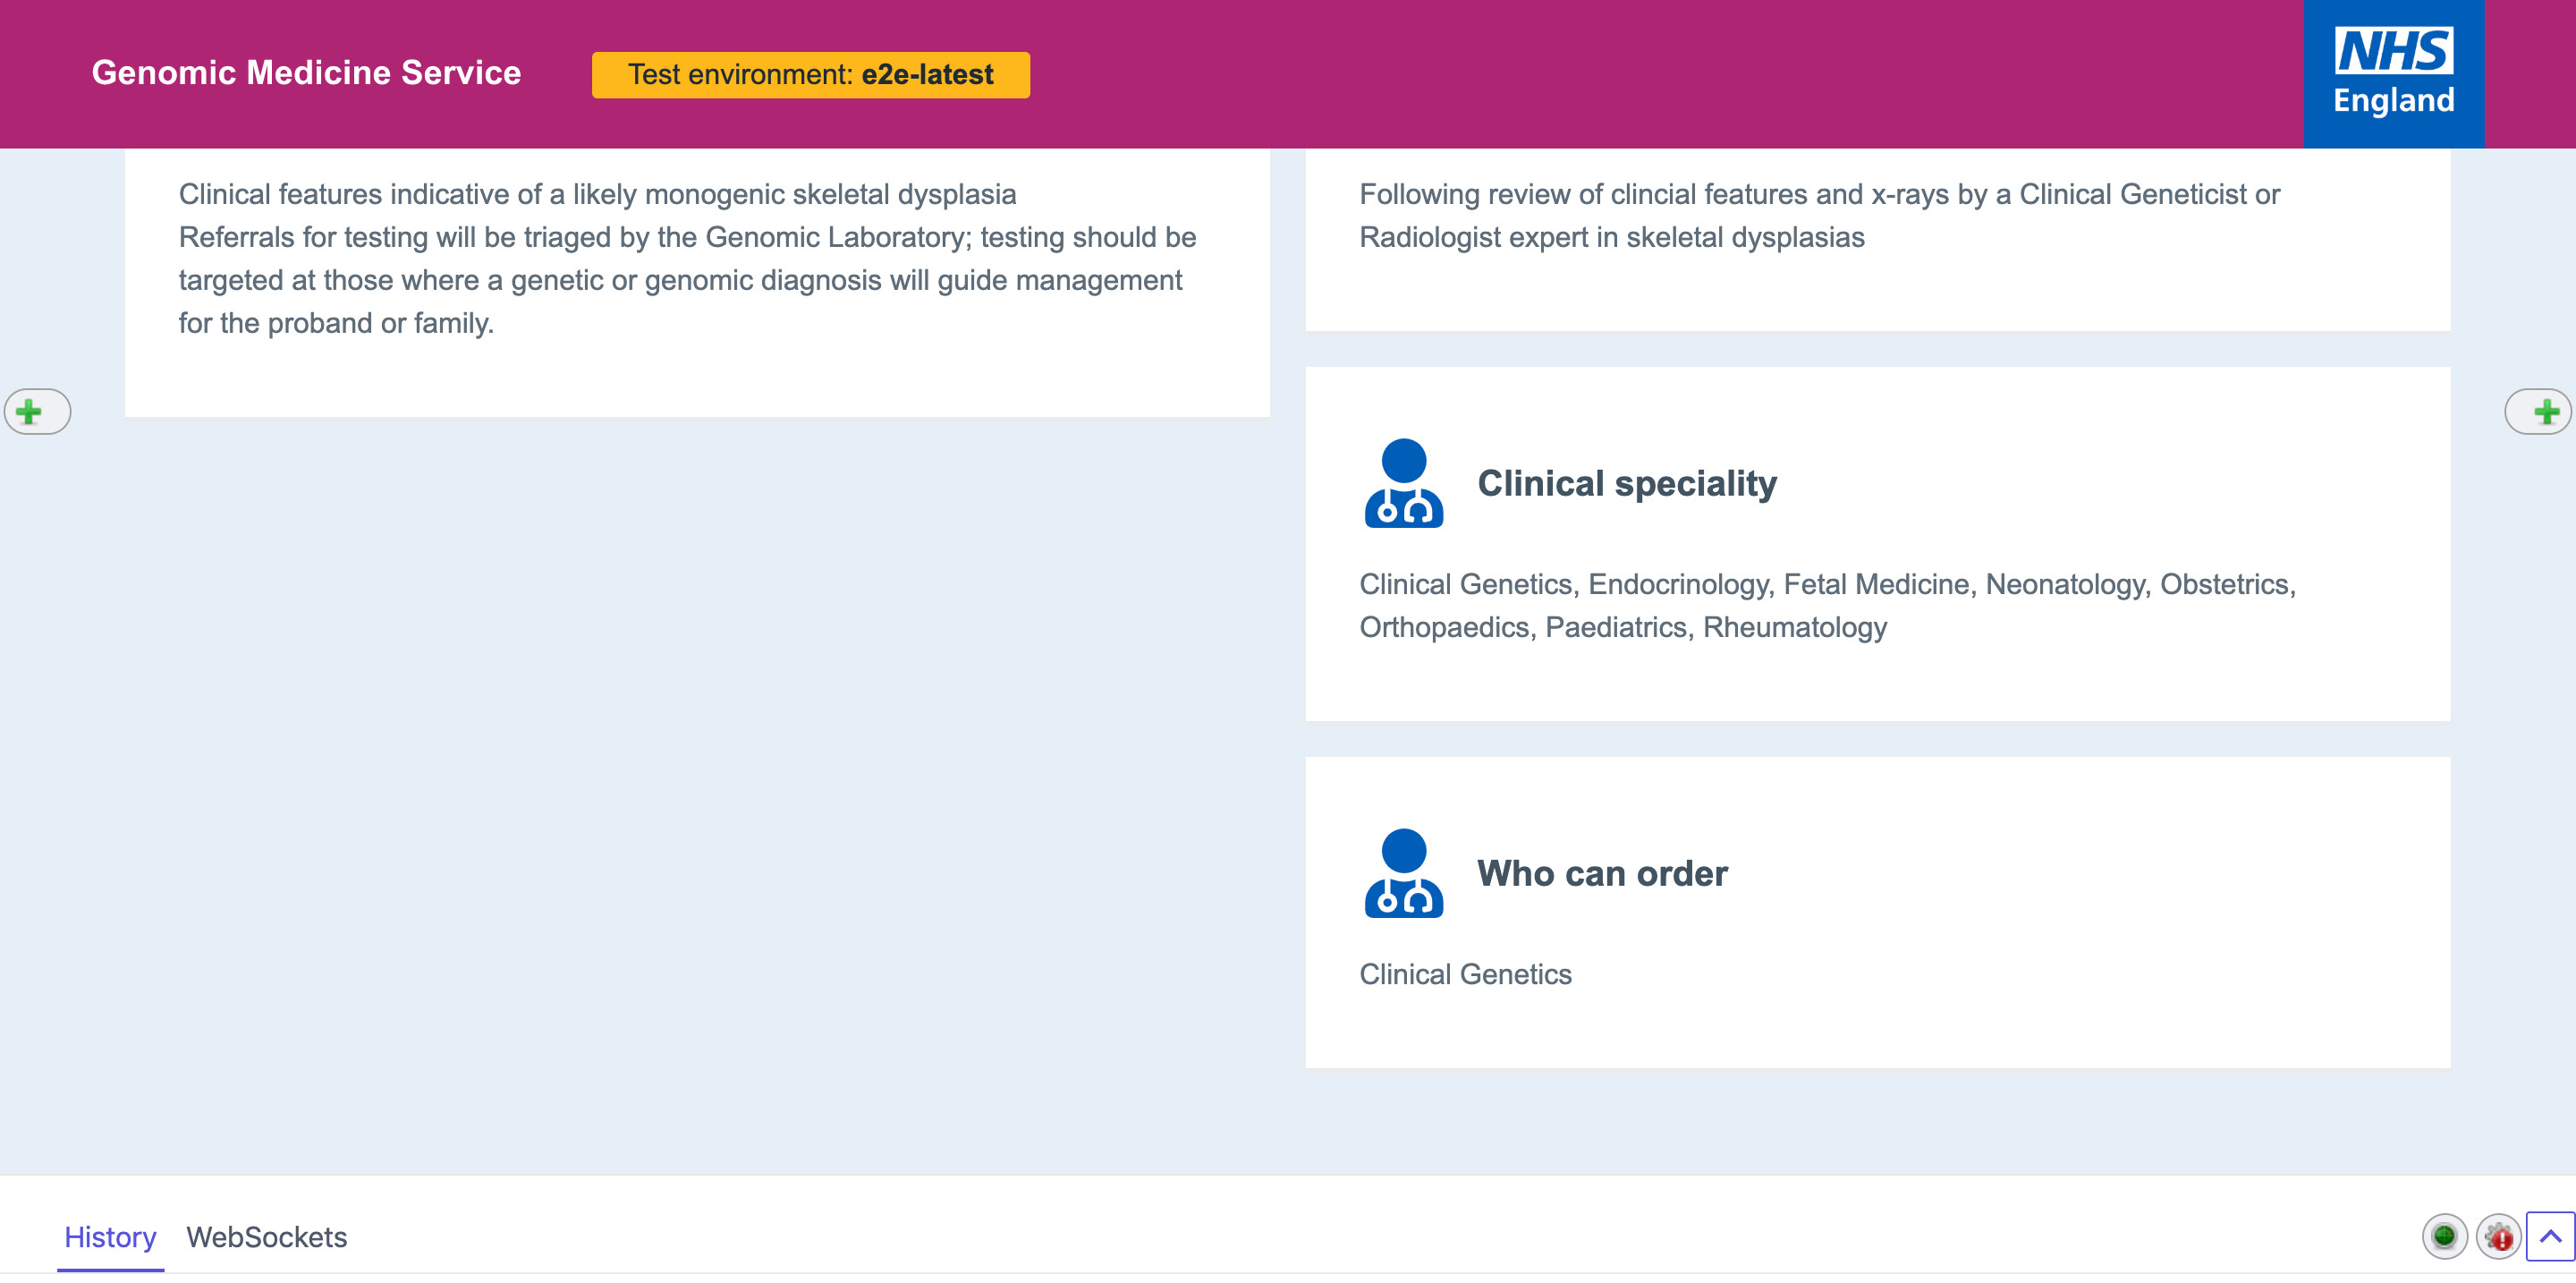 Genomic Medicine Service
Test environment: e2e-latest
NHS
England
Clinical features indicative of a likely monogenic skeletal dysplasia
Referrals for testing will be triaged by the Genomic Laboratory; testing should be
targeted at those where a genetic or genomic diagnosis will guide management
for the proband or family.
Following review of clincial features and x-rays by a Clinical Geneticist or
Radiologist expert in skeletal dysplasias
Clinical speciality
Clinical Genetics, Endocrinology, Fetal Medicine, Neonatology, Obstetrics,
Orthopaedics, Paediatrics, Rheumatology
Who can order
Clinical Genetics
History
WebSockets